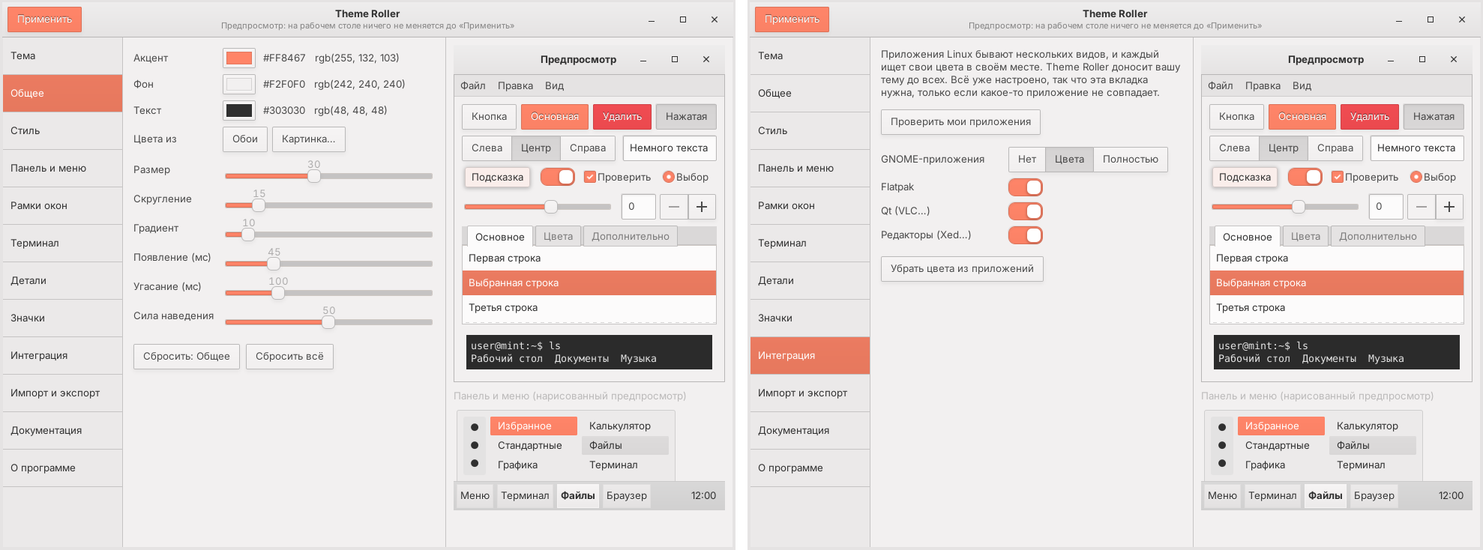 Применить
Theme Roller
Предпросмотр: на рабочем столе ничего не меняется до «Применить»
Тема
Общее
Стиль
Панель и меню
Рамки окон
Терминал
Детали
Значки
Интеграция
Импорт и экспорт
Документация
О программе
Акцент #FF8467 rgb(255, 132, 103)
Фон #F2F0F0 rgb(242, 240, 240)
Текст #303030 rgb(48, 48, 48)
Цвета из Обои Картинка...
Размер 30
Скругление 15
Градиент 10
Появление (мс) 45
Угасание (мс) 100
Сила наведения 50
Сбросить: Общее Сбросить всё
Предпросмотр
Файл Правка Вид
Кнопка Основная Удалить Нажатая
Слева Центр Справа Немного текста
Подсказка Проверить Выбор
0
Основное Цвета Дополнительно
Первая строка
Выбранная строка
Третья строка
user@mint:~$ ls
Рабочий стол Документы Музыка
Панель и меню (нарисованный предпросмотр)
Избранное Калькулятор
Стандартные Файлы
Графика Терминал
Меню Терминал Файлы Браузер 12:00
Применить
Theme Roller
Предпросмотр: на рабочем столе ничего не меняется до «Применить»
Тема
Общее
Стиль
Панель и меню
Рамки окон
Терминал
Детали
Значки
Интеграция
Импорт и экспорт
Документация
О программе
Приложения Linux бывают нескольких видов, и каждый
ищет свои цвета в своём месте. Theme Roller доносит вашу
тему до всех. Всё уже настроено, так что эта вкладка
нужна, только если какое-то приложение не совпадает.
Проверить мои приложения
GNOME-приложения Нет Цвета Полностью
Flatpak
Qt (VLC...)
Редакторы (Xed...)
Убрать цвета из приложений
Предпросмотр
Файл Правка Вид
Кнопка Основная Удалить Нажатая
Слева Центр Справа Немного текста
Подсказка Проверить Выбор
0
Основное Цвета Дополнительно
Первая строка
Выбранная строка
Третья строка
user@mint:~$ ls
Рабочий стол Документы Музыка
Панель и меню (нарисованный предпросмотр)
Избранное Калькулятор
Стандартные Файлы
Графика Терминал
Меню Терминал Файлы Браузер 12:00